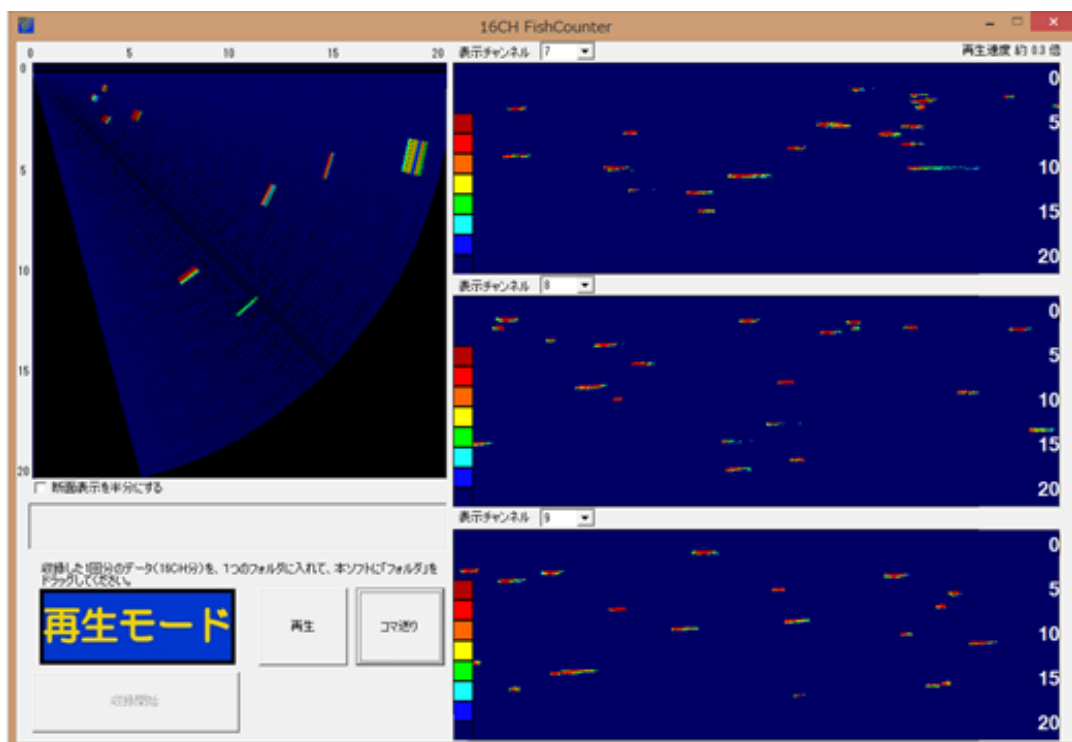 16CH FishCounter
0 5 10 15 20
0
5
10
15
20
断面表示を半分にする
収録した1回分のデータ(16CH分)を、1つのフォルダに入れて、本ソフトに「フォルダ」を
ドラッグしてください。
再生モード
再生
コマ送り
収録開始
表示チャンネル 7
再生速度 約 0.3 倍
0
5
10
15
20
表示チャンネル 8
0
5
10
15
20
表示チャンネル 9
0
5
10
15
20